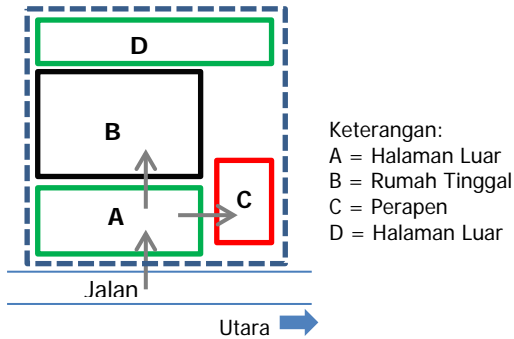 D
B
A
C
Keterangan:
A = Halaman Luar
B = Rumah Tinggal
C = Perapen
D = Halaman Luar
Jalan
Utara